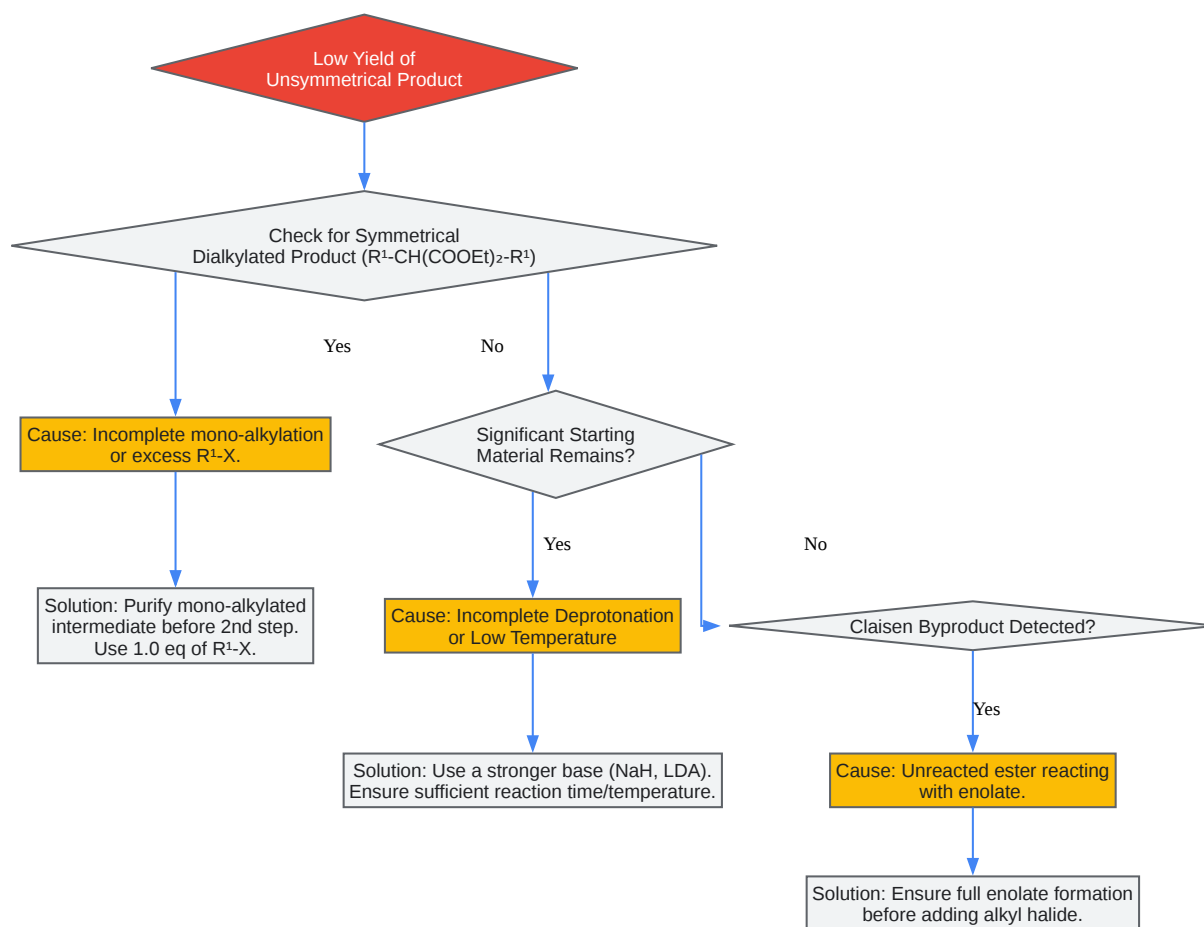 Low Yield of
Unsymmetrical Product
Check for Symmetrical
Dialkylated Product (R¹-CH(COOEt)₂-R¹)
Yes
No
Cause: Incomplete mono-alkylation
or excess R¹-X.
Significant Starting
Material Remains?
Yes
No
Solution: Purify mono-alkylated
intermediate before 2nd step.
Use 1.0 eq of R¹-X.
Cause: Incomplete Deprotonation
or Low Temperature
Claisen Byproduct Detected?
Yes
Solution: Use a stronger base (NaH, LDA).
Ensure sufficient reaction time/temperature.
Cause: Unreacted ester reacting
with enolate.
Solution: Ensure full enolate formation
before adding alkyl halide.